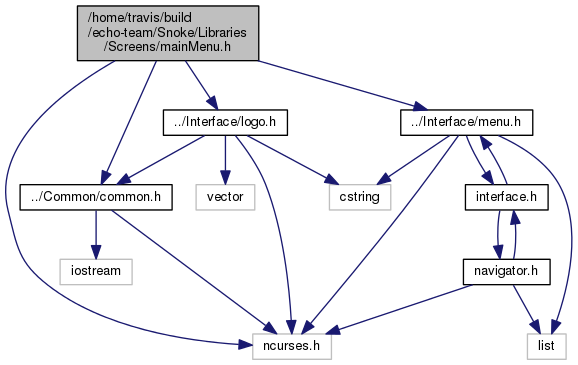 /home/travis/build
/echo-team/Snoke/Libraries
/Screens/mainMenu.h
../Interface/logo.h
../Interface/menu.h
../Common/common.h
vector
cstring
interface.h
iostream
navigator.h
ncurses.h
list